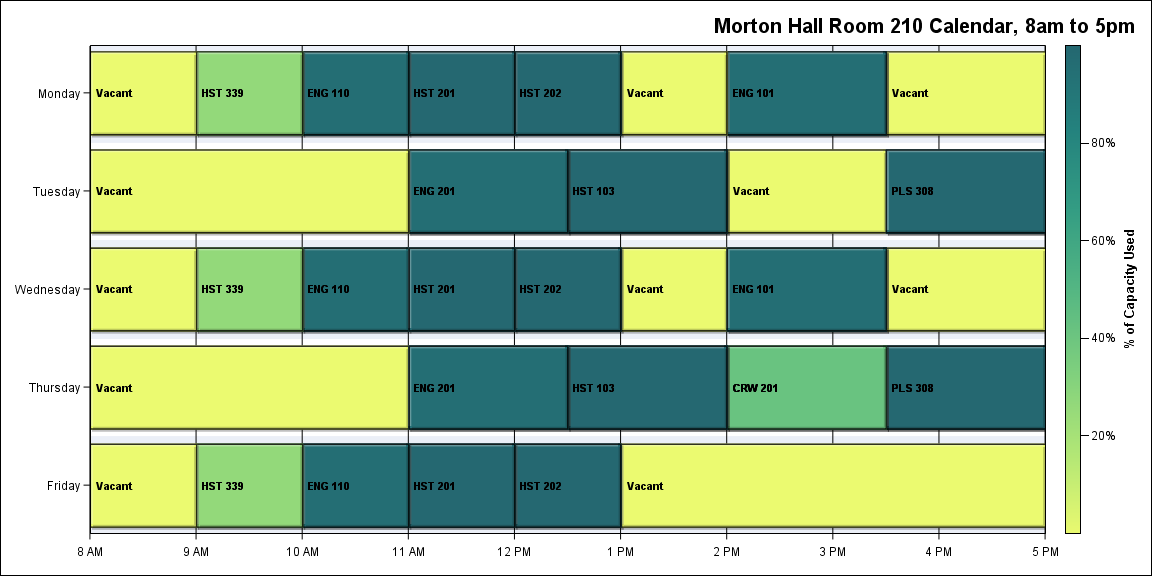 Morton Hall Room 210 Calendar, 8am to 5pm
Monday
Vacant
HST 339
ENG 110
HST 201
HST 202
Vacant
ENG 101
Vacant
Tuesday
Vacant
ENG 201
HST 103
Vacant
PLS 308
Wednesday
Vacant
HST 339
ENG 110
HST 201
HST 202
Vacant
ENG 101
Vacant
Thursday
Vacant
ENG 201
HST 103
CRW 201
PLS 308
Friday
Vacant
HST 339
ENG 110
HST 201
HST 202
Vacant
8 AM
9 AM
10 AM
11 AM
12 PM
1 PM
2 PM
3 PM
4 PM
5 PM
80%
60%
40%
20%
% of Capacity Used